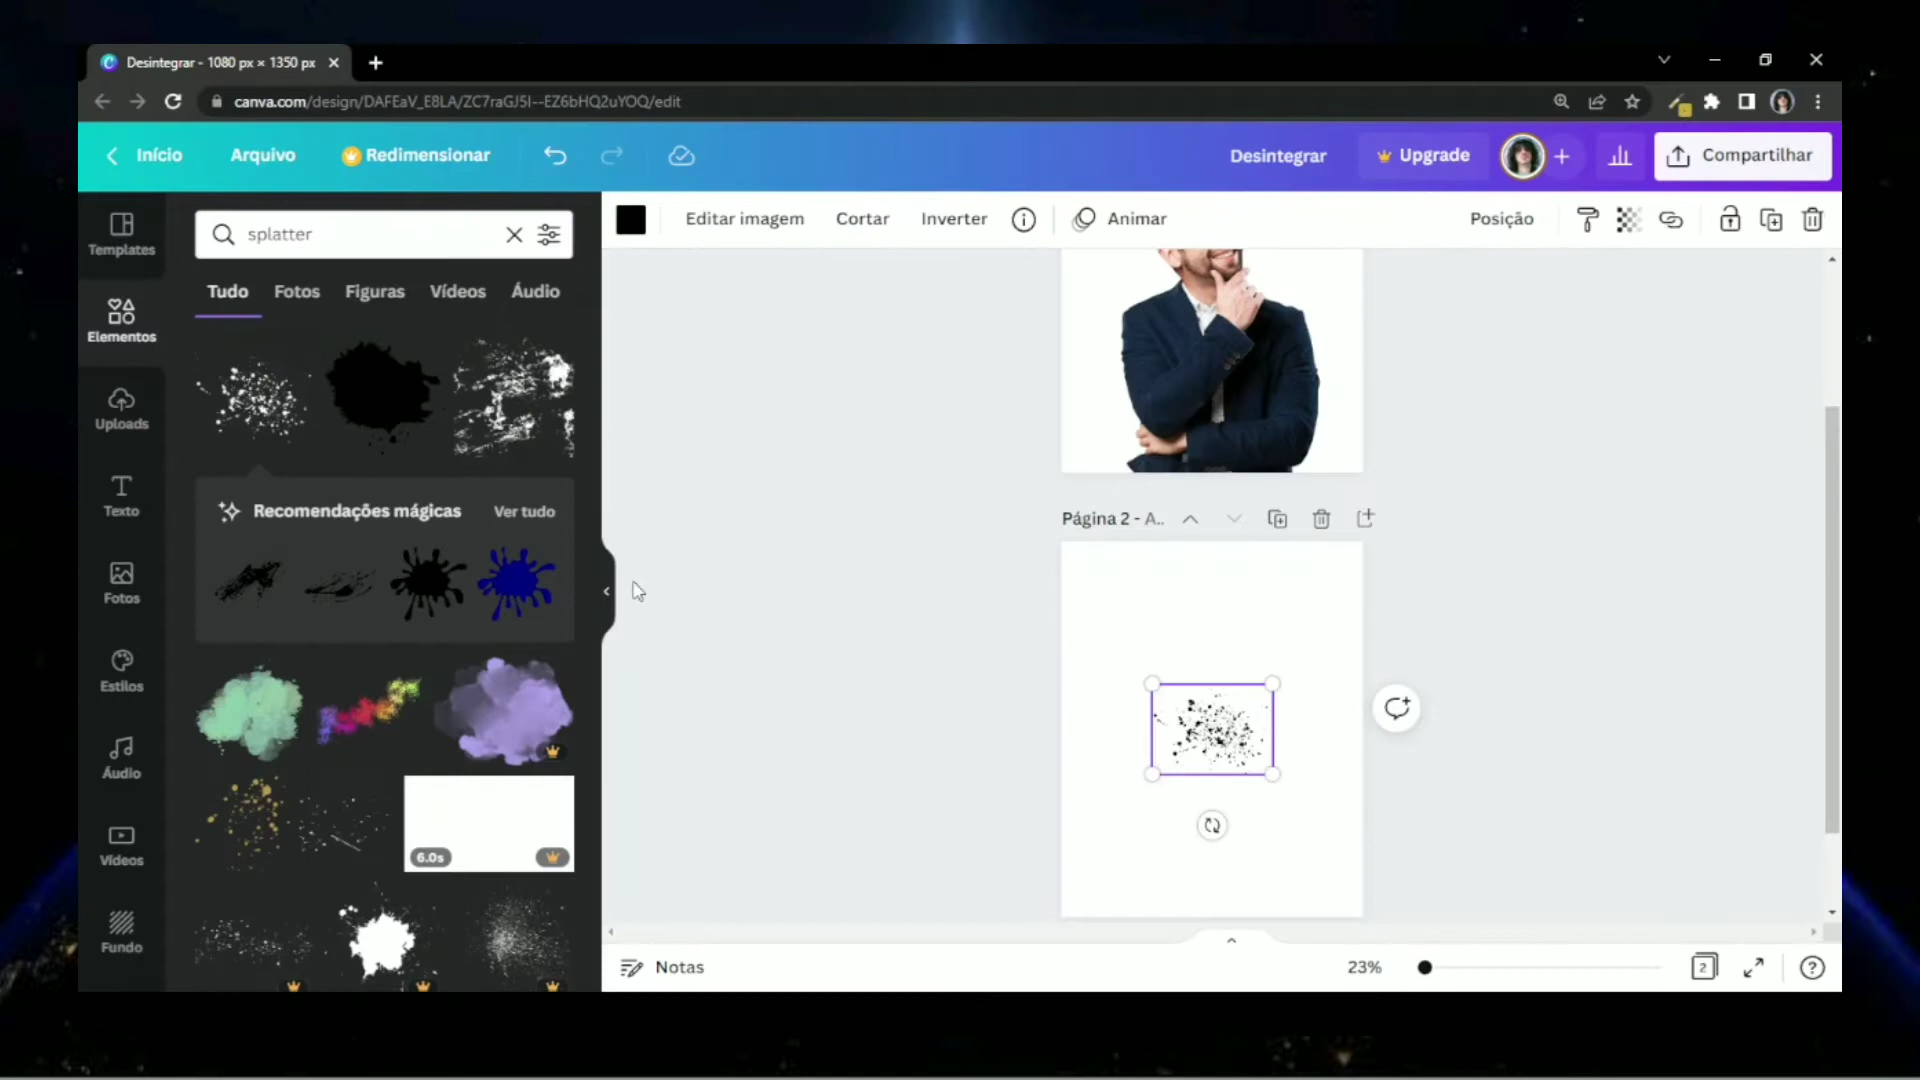 Desintegrar - 1080 px × 1350 px
canva.com/design/DAFEaV_E8LA/ZC7raGJ5I--EZ6bHQ2uYOQ/edit
Início
Arquivo
Redimensionar
Desintegrar
Upgrade
Compartilhar
Templates
Elementos
Uploads
Texto
Fotos
Estilos
Áudio
Vídeos
Fundo
splatter
Tudo
Fotos
Figuras
Vídeos
Áudio
Recomendações mágicas
Ver tudo
6.0s
Editar imagem
Cortar
Inverter
Animar
Posição
Página 2 - A..
Notas
23%
2